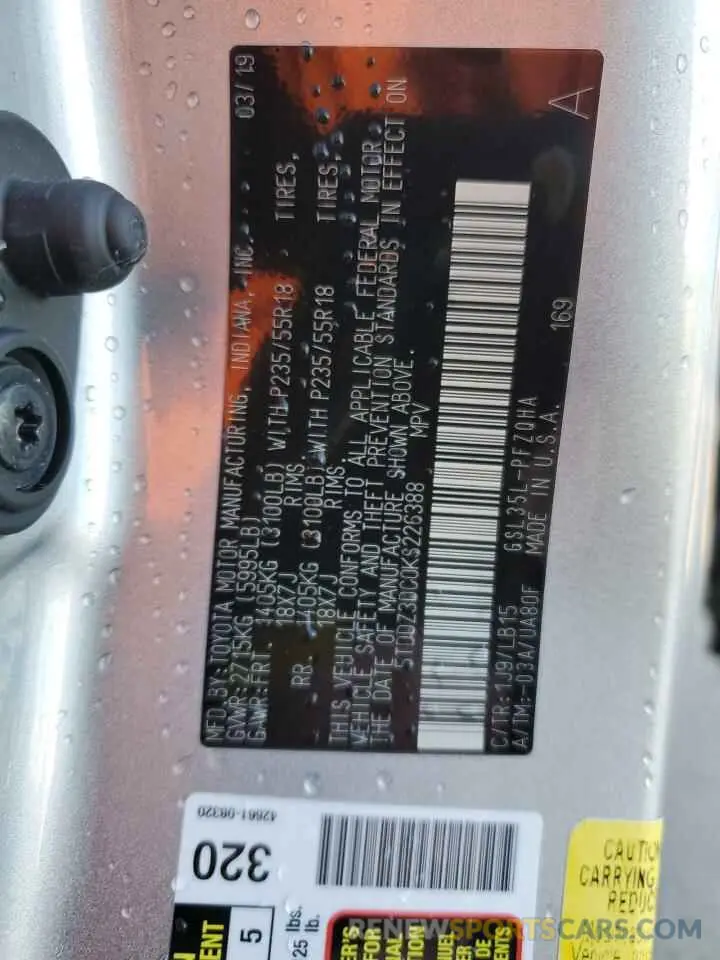 MFD.BY:TOYOTA MOTOR MANUFACTURING, INDIANA, INC. 03/19
GVWR:2715KG (5995LB)
GAWR:FRT. 1405KG (3100LB) WITH P235/55R18 TIRES,
18X7J RIMS
RR. 1405KG (3100LB) WITH P235/55R18 TIRES,
18X7J RIMS
THIS VEHICLE CONFORMS TO ALL APPLICABLE FEDERAL MOTOR
VEHICLE SAFETY AND THEFT PREVENTION STANDARDS IN EFFECT ON
THE DATE OF MANUFACTURE SHOWN ABOVE.
5TDDZ3DC0KS226388 MPV
A
C/TR:1J9/LB15 GSL35L-PFZQHA 169
A/TM:-03A/UA80F MADE IN U.S.A.
42661-08320
320
5
lbs.
25 lb.
CAUTION
CARRYING
REDUC
RENEWSPORTSCARS.COM